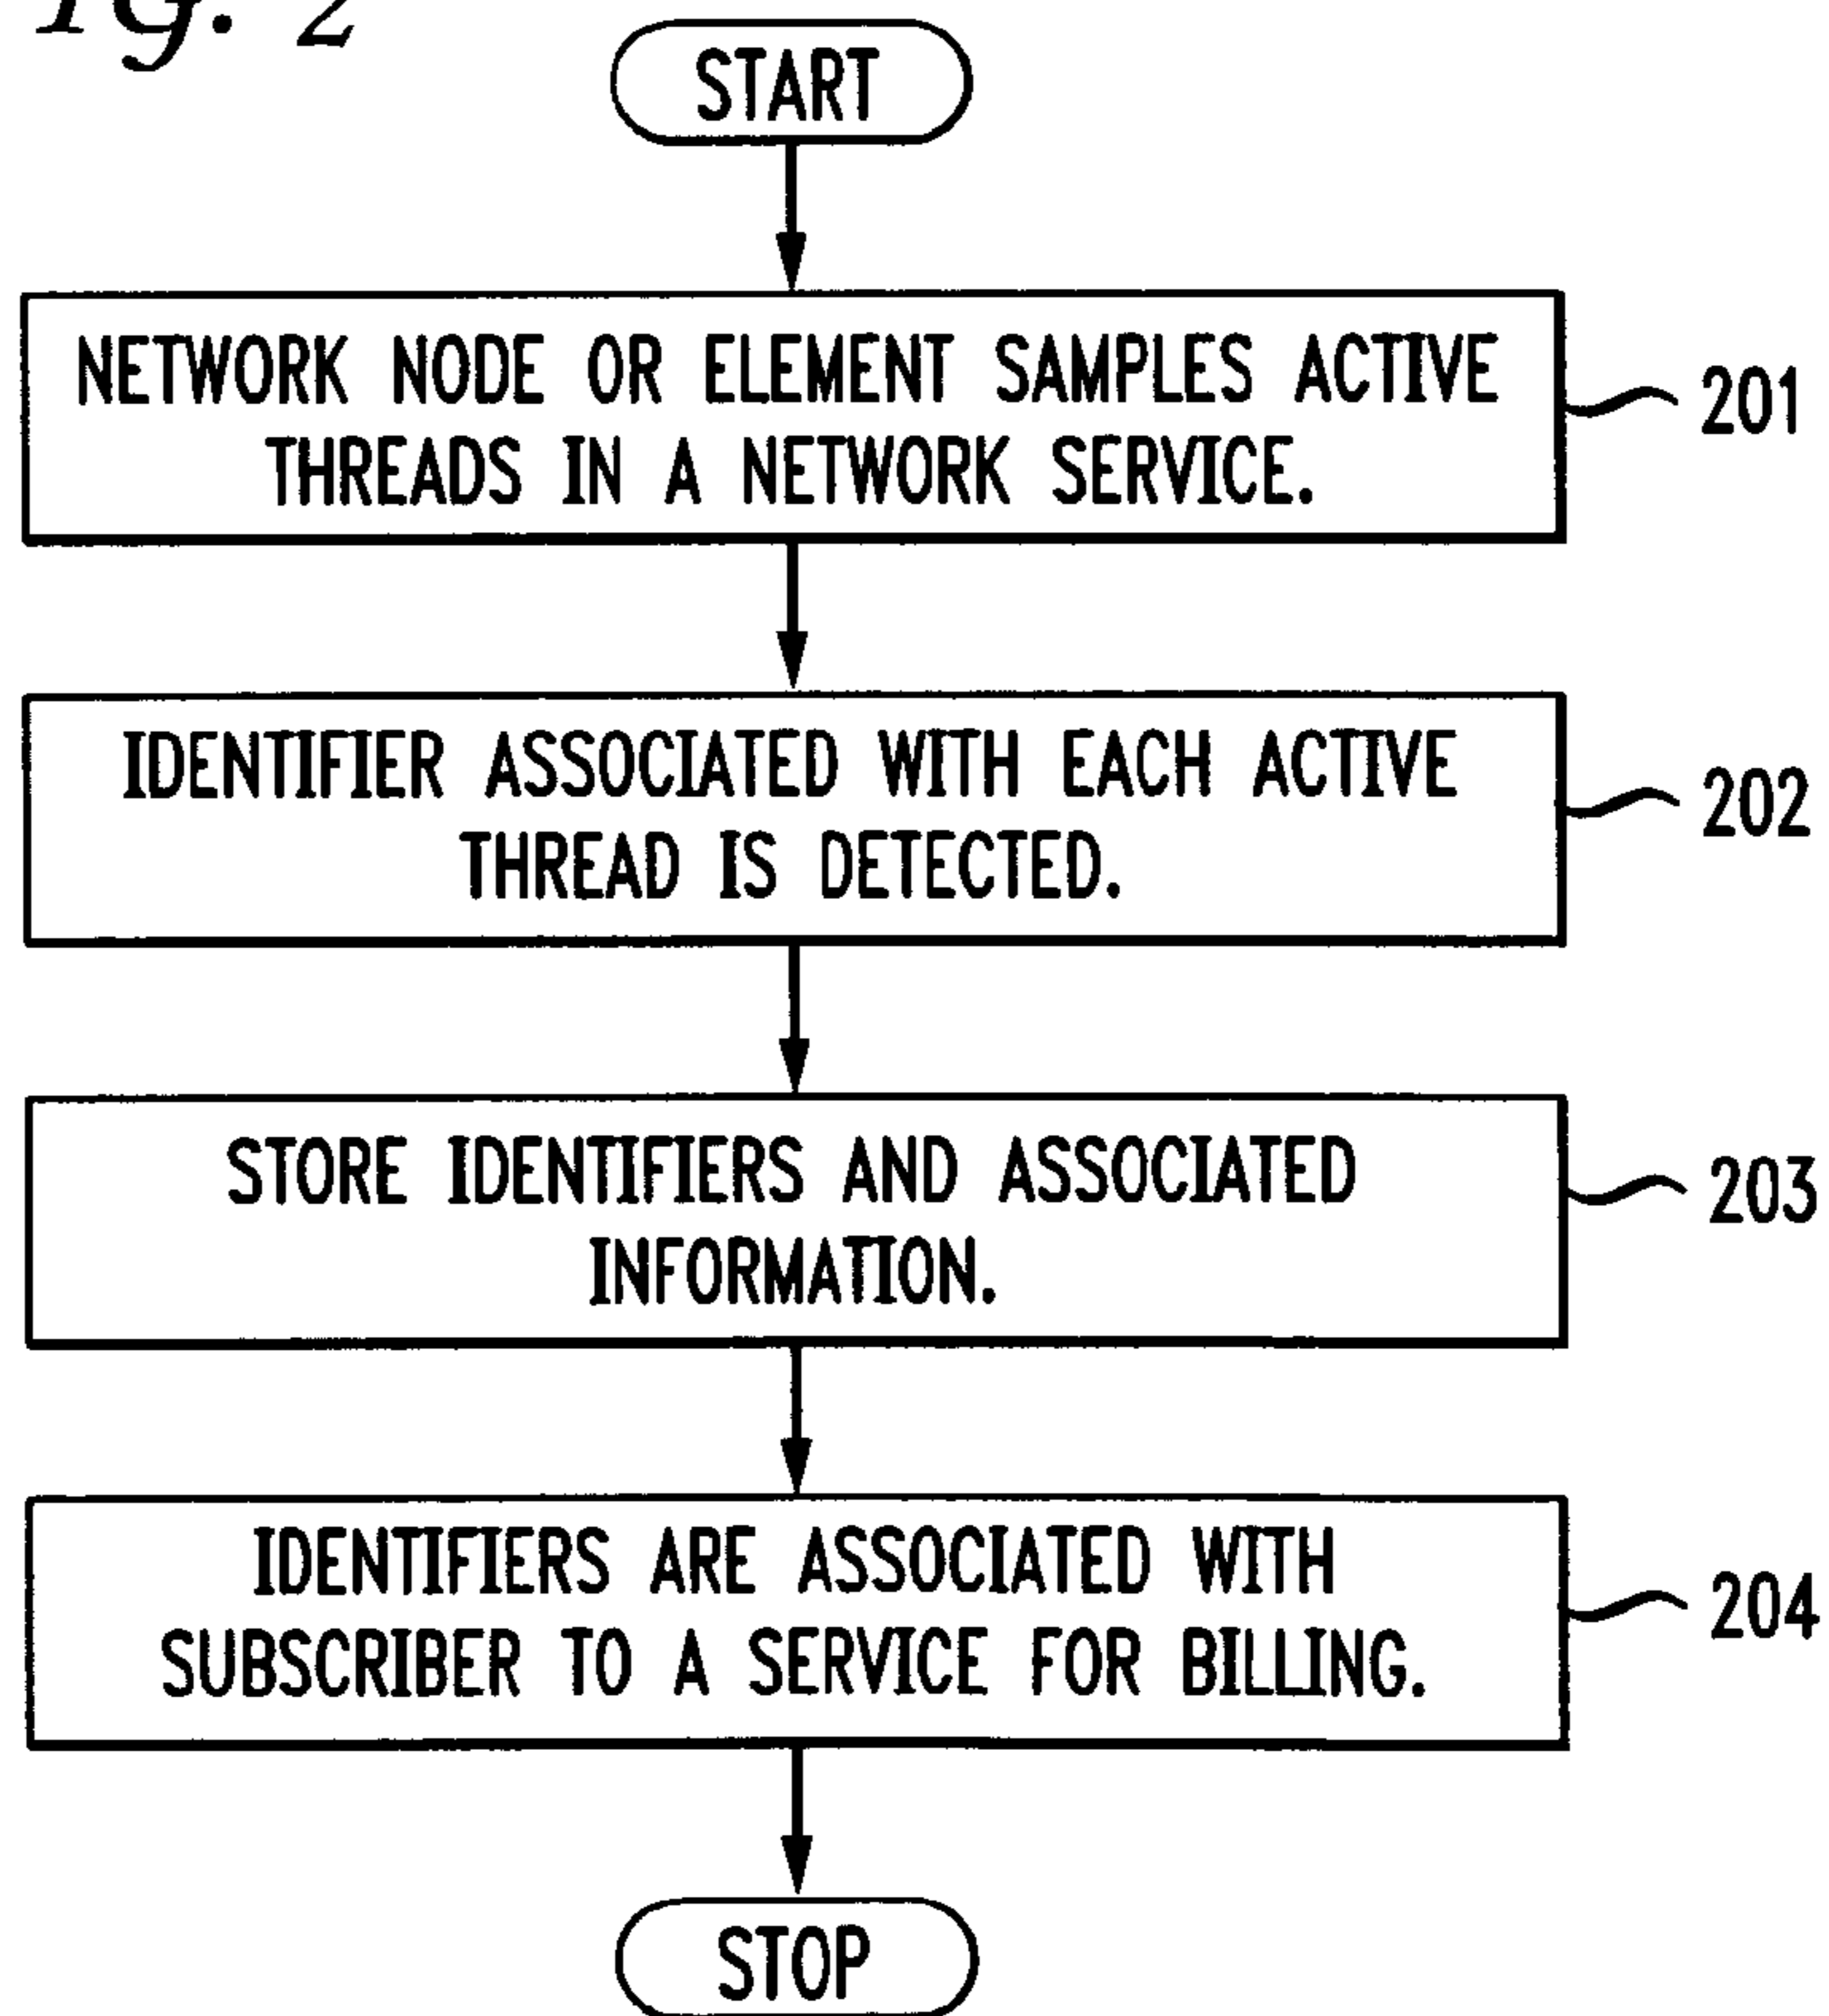 IG. 2
START
NETWORK NODE OR ELEMENT SAMPLES ACTIVE
THREADS IN A NETWORK SERVICE.
201
IDENTIFIER ASSOCIATED WITH EACH ACTIVE
THREAD IS DETECTED.
202
STORE IDENTIFIERS AND ASSOCIATED
INFORMATION.
203
IDENTIFIERS ARE ASSOCIATED WITH
SUBSCRIBER TO A SERVICE FOR BILLING.
204
STOP